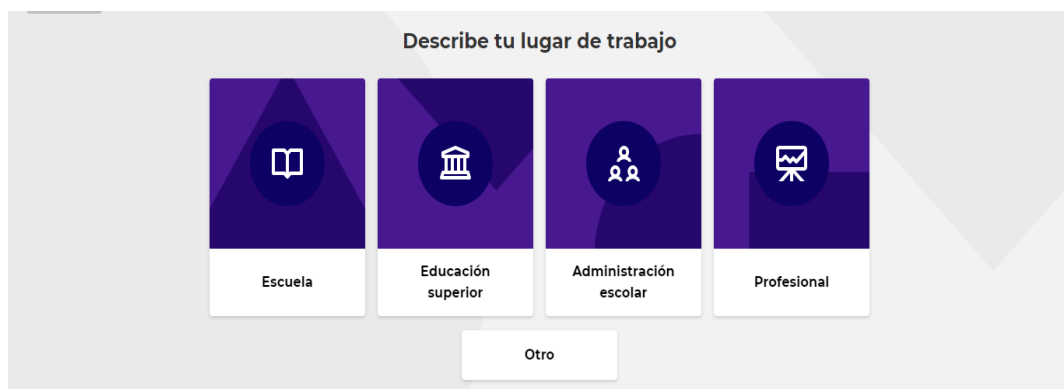 Describe tu lugar de trabajo
Escuela
Educación
superior
Administración
escolar
Profesional
Otro